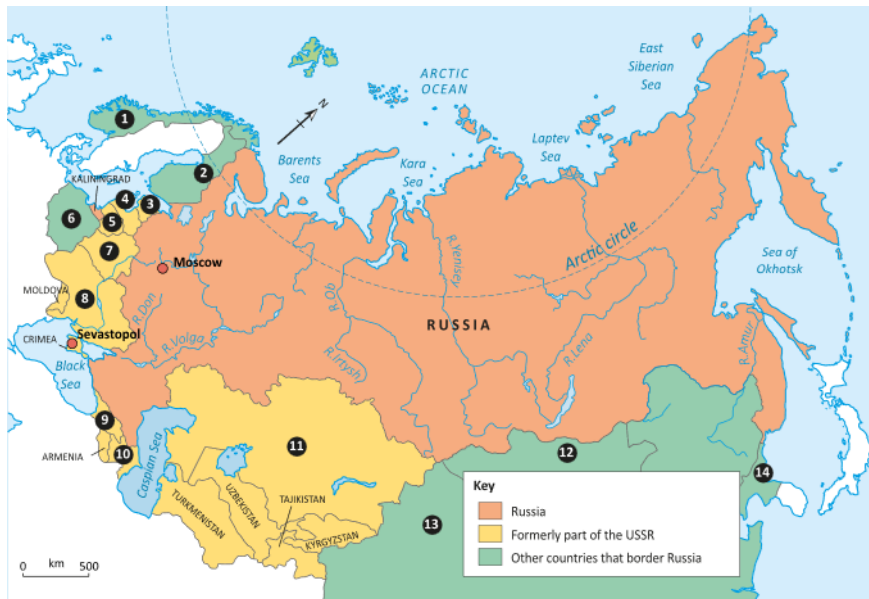 East
Siberian
Sea
ARCTIC
OCEAN
1
N
Laptev
Sea
Barents
Sea
Kara
Sea
2
KALININGRAD
4
3
6
5
7
Arctic circle
Sea of
Okhotsk
Moscow
R.Yenisey
MOLDOVA
8
R.Don
R.Ob
RUSSIA
R.Lena
R.Amur
Sevastopol
CRIMEA
R.Volga
R.Irtysh
Black
Sea
9
ARMENIA
10
Caspian Sea
11
12
14
TURKMENISTAN
UZBEKISTAN
TAJIKISTAN
KYRGYZSTAN
13
Key
Russia
Formerly part of the USSR
Other countries that border Russia
0 km 500